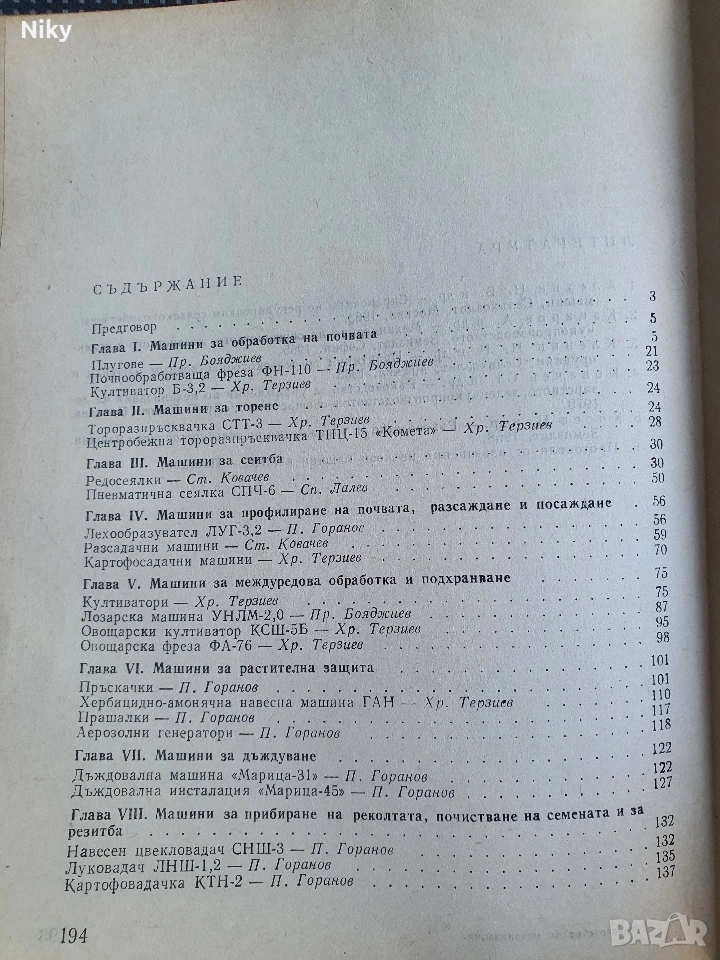 Niky
СЪДЪРЖАНИЕ
Предговор . . . 3
Глава I. Машини за обработка на почвата . . . 5
Плугове — Пр. Бояджиев . . . 5
Почвообработваща фреза ФН-110 — Пр. Бояджиев . . . 21
Култиватор Б-3,2 — Хр. Терзиев . . . 23
Глава II. Машини за торене . . . 24
Тороразпръсквачка СТТ-3 — Хр. Терзиев . . . 24
Центробежна тороразпръсквачка ТНЦ-15 «Комета» — Хр. Терзиев . . . 28
Глава III. Машини за сеитба . . . 30
Редосеялки — Ст. Ковачев . . . 30
Пневматична сеялка СПЧ-6 — Сп. Лалев . . . 50
Глава IV. Машини за профилиране на почвата, разсаждане и посаждане . 56
Лехообразувател ЛУГ-3,2 — П. Горанов . . . 56
Разсадачни машини — Ст. Ковачев . . . 59
Картофосадачни машини — Хр. Терзиев . . . 70
Глава V. Машини за междуредова обработка и подхранване . . . 75
Култиватори — Хр. Терзиев . . . 75
Лозарска машина УНЛМ-2,0 — Пр. Бояджиев . . . 87
Овощарски култиватор КСШ-5Б — Хр. Терзиев . . . 95
Овощарска фреза ФА-76 — Хр. Терзиев . . . 98
Глава VI. Машини за растителна защита . . . 101
Пръскачки — П. Горанов . . . 101
Хербицидно-амонячна навесна машина ГАН — Хр. Терзиев . . . 110
Прашалки — П. Горанов . . . 117
Аерозолни генератори — П. Горанов . . . 118
Глава VII. Машини за дъждуване . . . 122
Дъждовална машина «Марица-31» — П. Горанов . . . 122
Дъждовална инсталация «Марица-45» — П. Горанов . . . 127
Глава VIII. Машини за прибиране на реколтата, почистване на семената и за
резитба . . . 132
Навесен цвекловадач СНШ-3 — П. Горанов . . . 132
Луковадач ЛНШ-1,2 — П. Горанов . . . 135
Картофовадачка КТН-2 — П. Горанов . . . 137
194
BAZAR